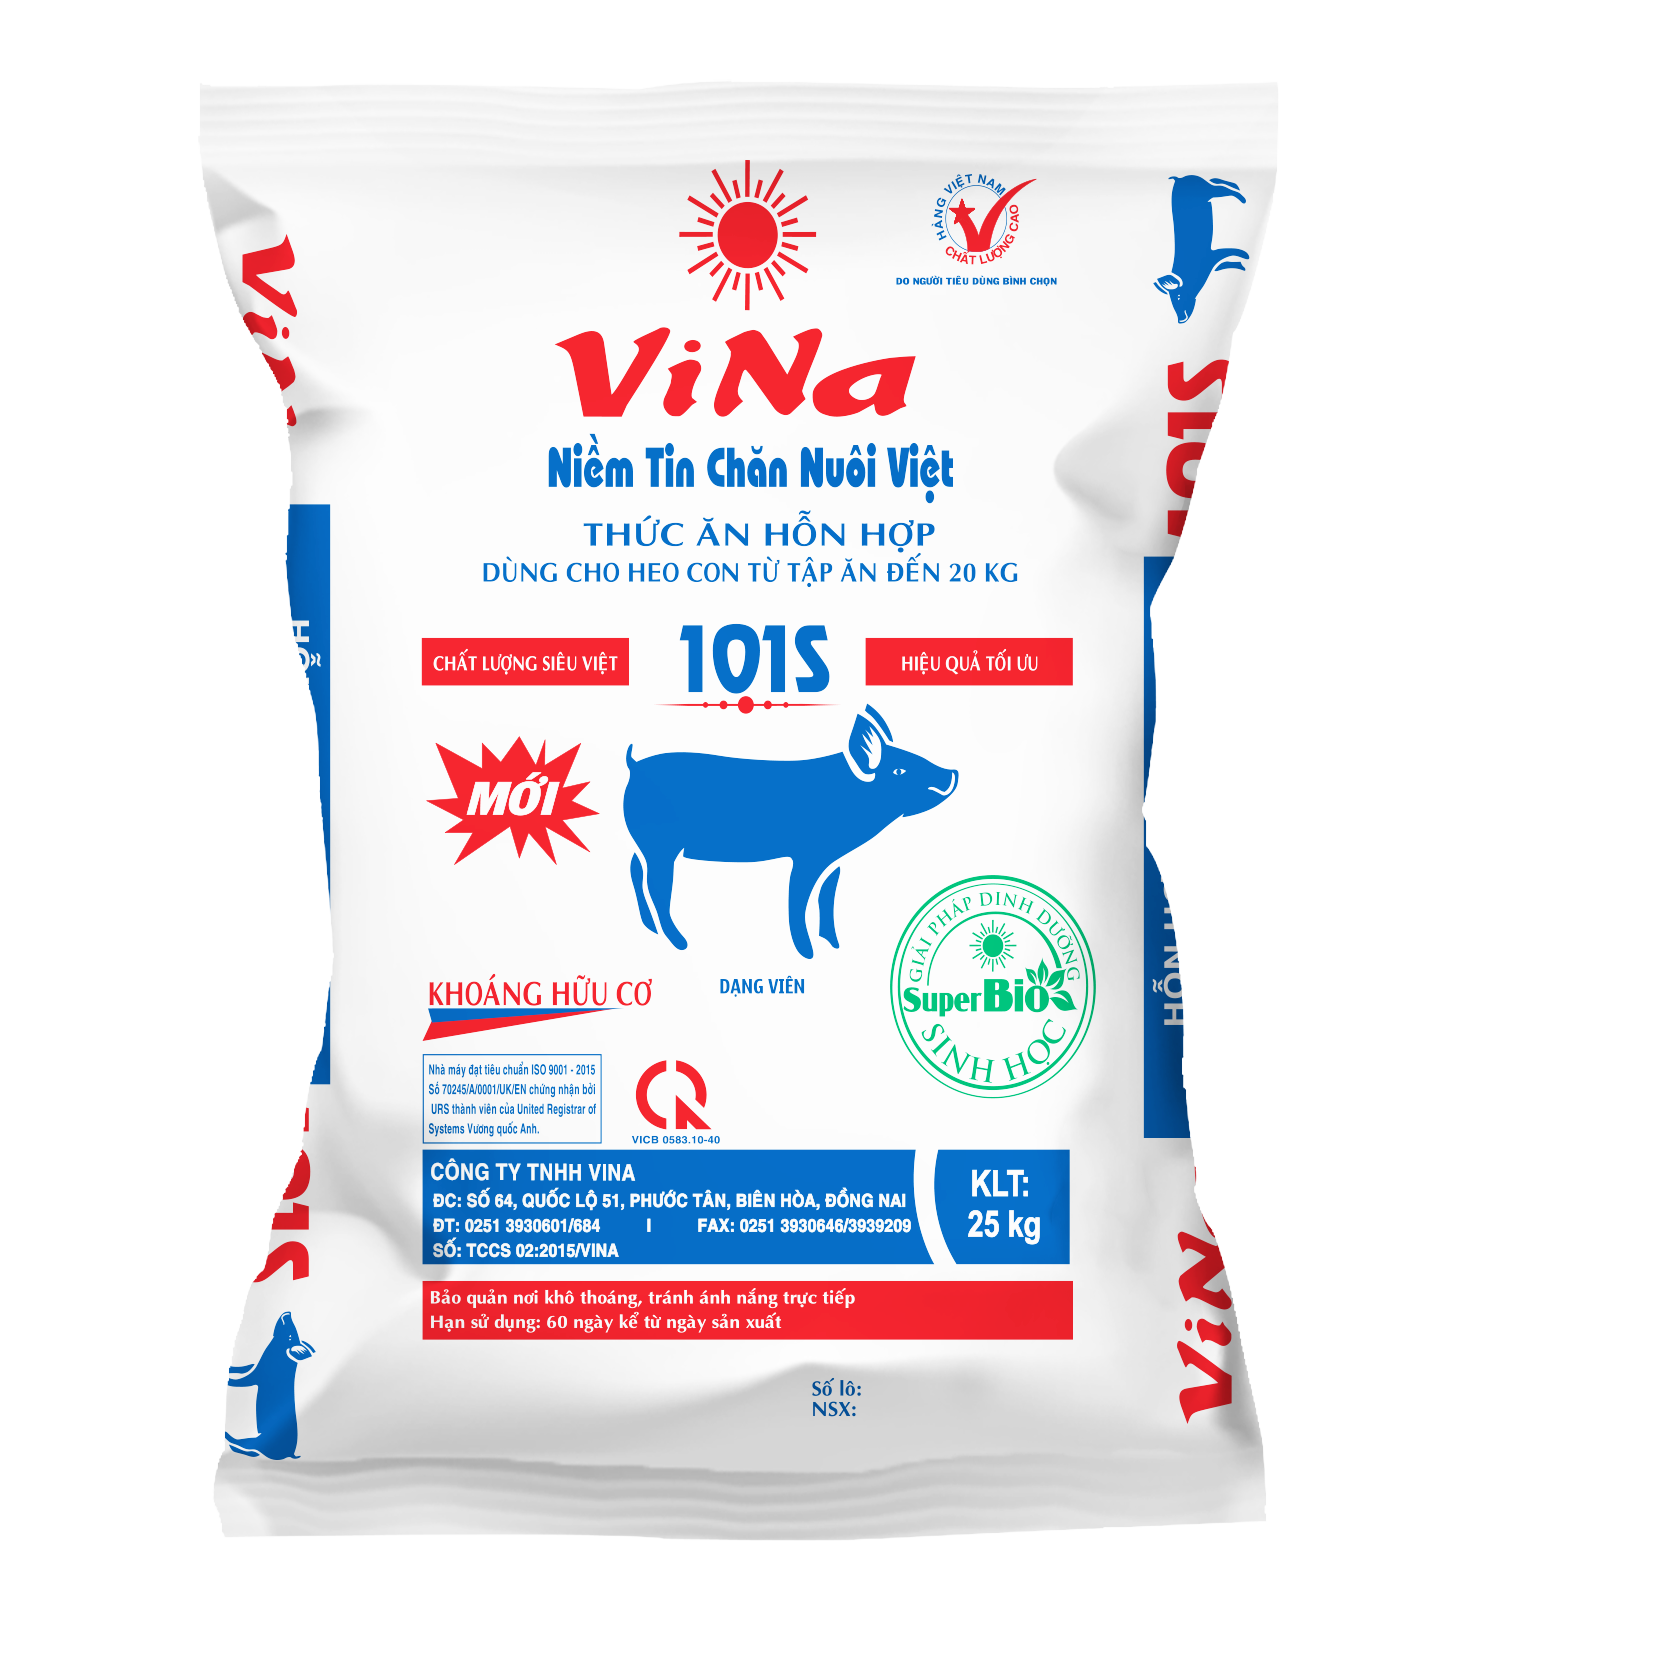 HÀNG VIỆT NAM
CHẤT LƯỢNG CAO
DO NGƯỜI TIÊU DÙNG BÌNH CHỌN
ViNa
Niềm Tin Chăn Nuôi Việt
THỨC ĂN HỖN HỢP
DÙNG CHO HEO CON TỪ TẬP ĂN ĐẾN 20 KG
CHẤT LƯỢNG SIÊU VIỆT
101S
HIỆU QUẢ TỐI ƯU
MỚI
GIẢI PHÁP DINH DƯỠNG
SuperBio
SINH HỌC
KHOÁNG HỮU CƠ
DẠNG VIÊN
Nhà máy đạt tiêu chuẩn ISO 9001 - 2015
Số 70245/A/0001/UK/EN chứng nhận bởi
URS thành viên của United Registrar of
Systems Vương quốc Anh.
VICB 0583.10-40
CÔNG TY TNHH VINA
ĐC: SỐ 64, QUỐC LỘ 51, PHƯỚC TÂN, BIÊN HÒA, ĐỒNG NAI
ĐT: 0251 3930601/684 I FAX: 0251 3930646/3939209
SỐ: TCCS 02:2015/VINA
KLT:
25 kg
Bảo quản nơi khô thoáng, tránh ánh nắng trực tiếp
Hạn sử dụng: 60 ngày kể từ ngày sản xuất
Số lô:
NSX:
ViNa
101S
101S
ViN